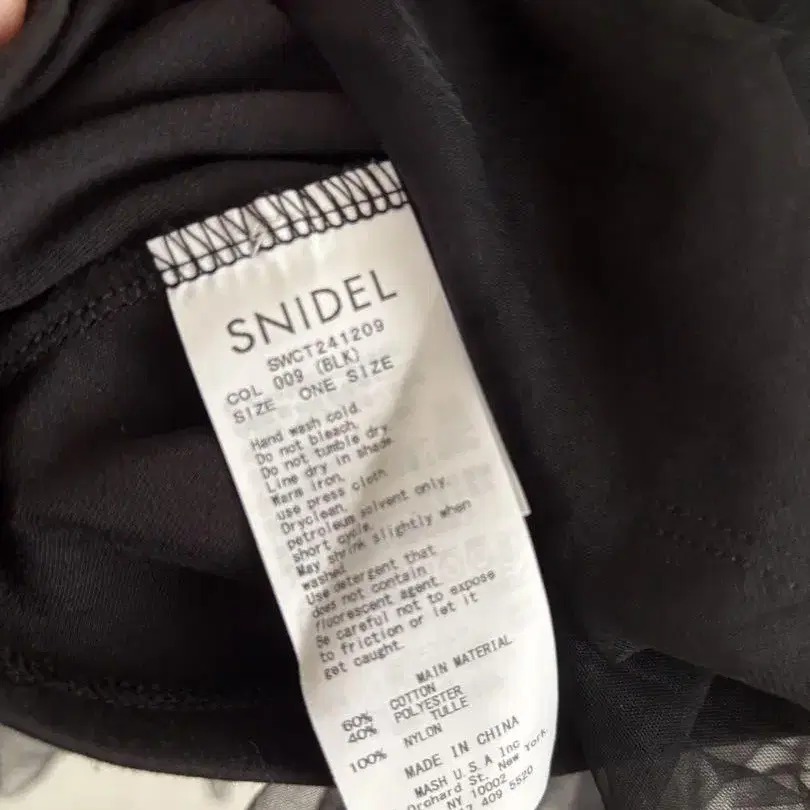 SNIDEL
SWCT241209
COL 009 (BLK)
SIZE ONE SIZE
Hand wash cold.
Do not bleach.
Do not tumble dry.
Line dry in shade.
Warm iron.
use press cloth.
Dryclean.
petroleum solvent only.
short cycle.
May shrink slightly when
washed.
Use detergent that
does not contain
fluorescent agent.
Be careful not to expose
to friction or let it
get caught.
MAIN MATERIAL
60% COTTON
40% POLYESTER
TULLE
100% NYLON
MADE IN CHINA
MASH U.S.A Inc
Orchard St. New York,
NY 10002
409 5520